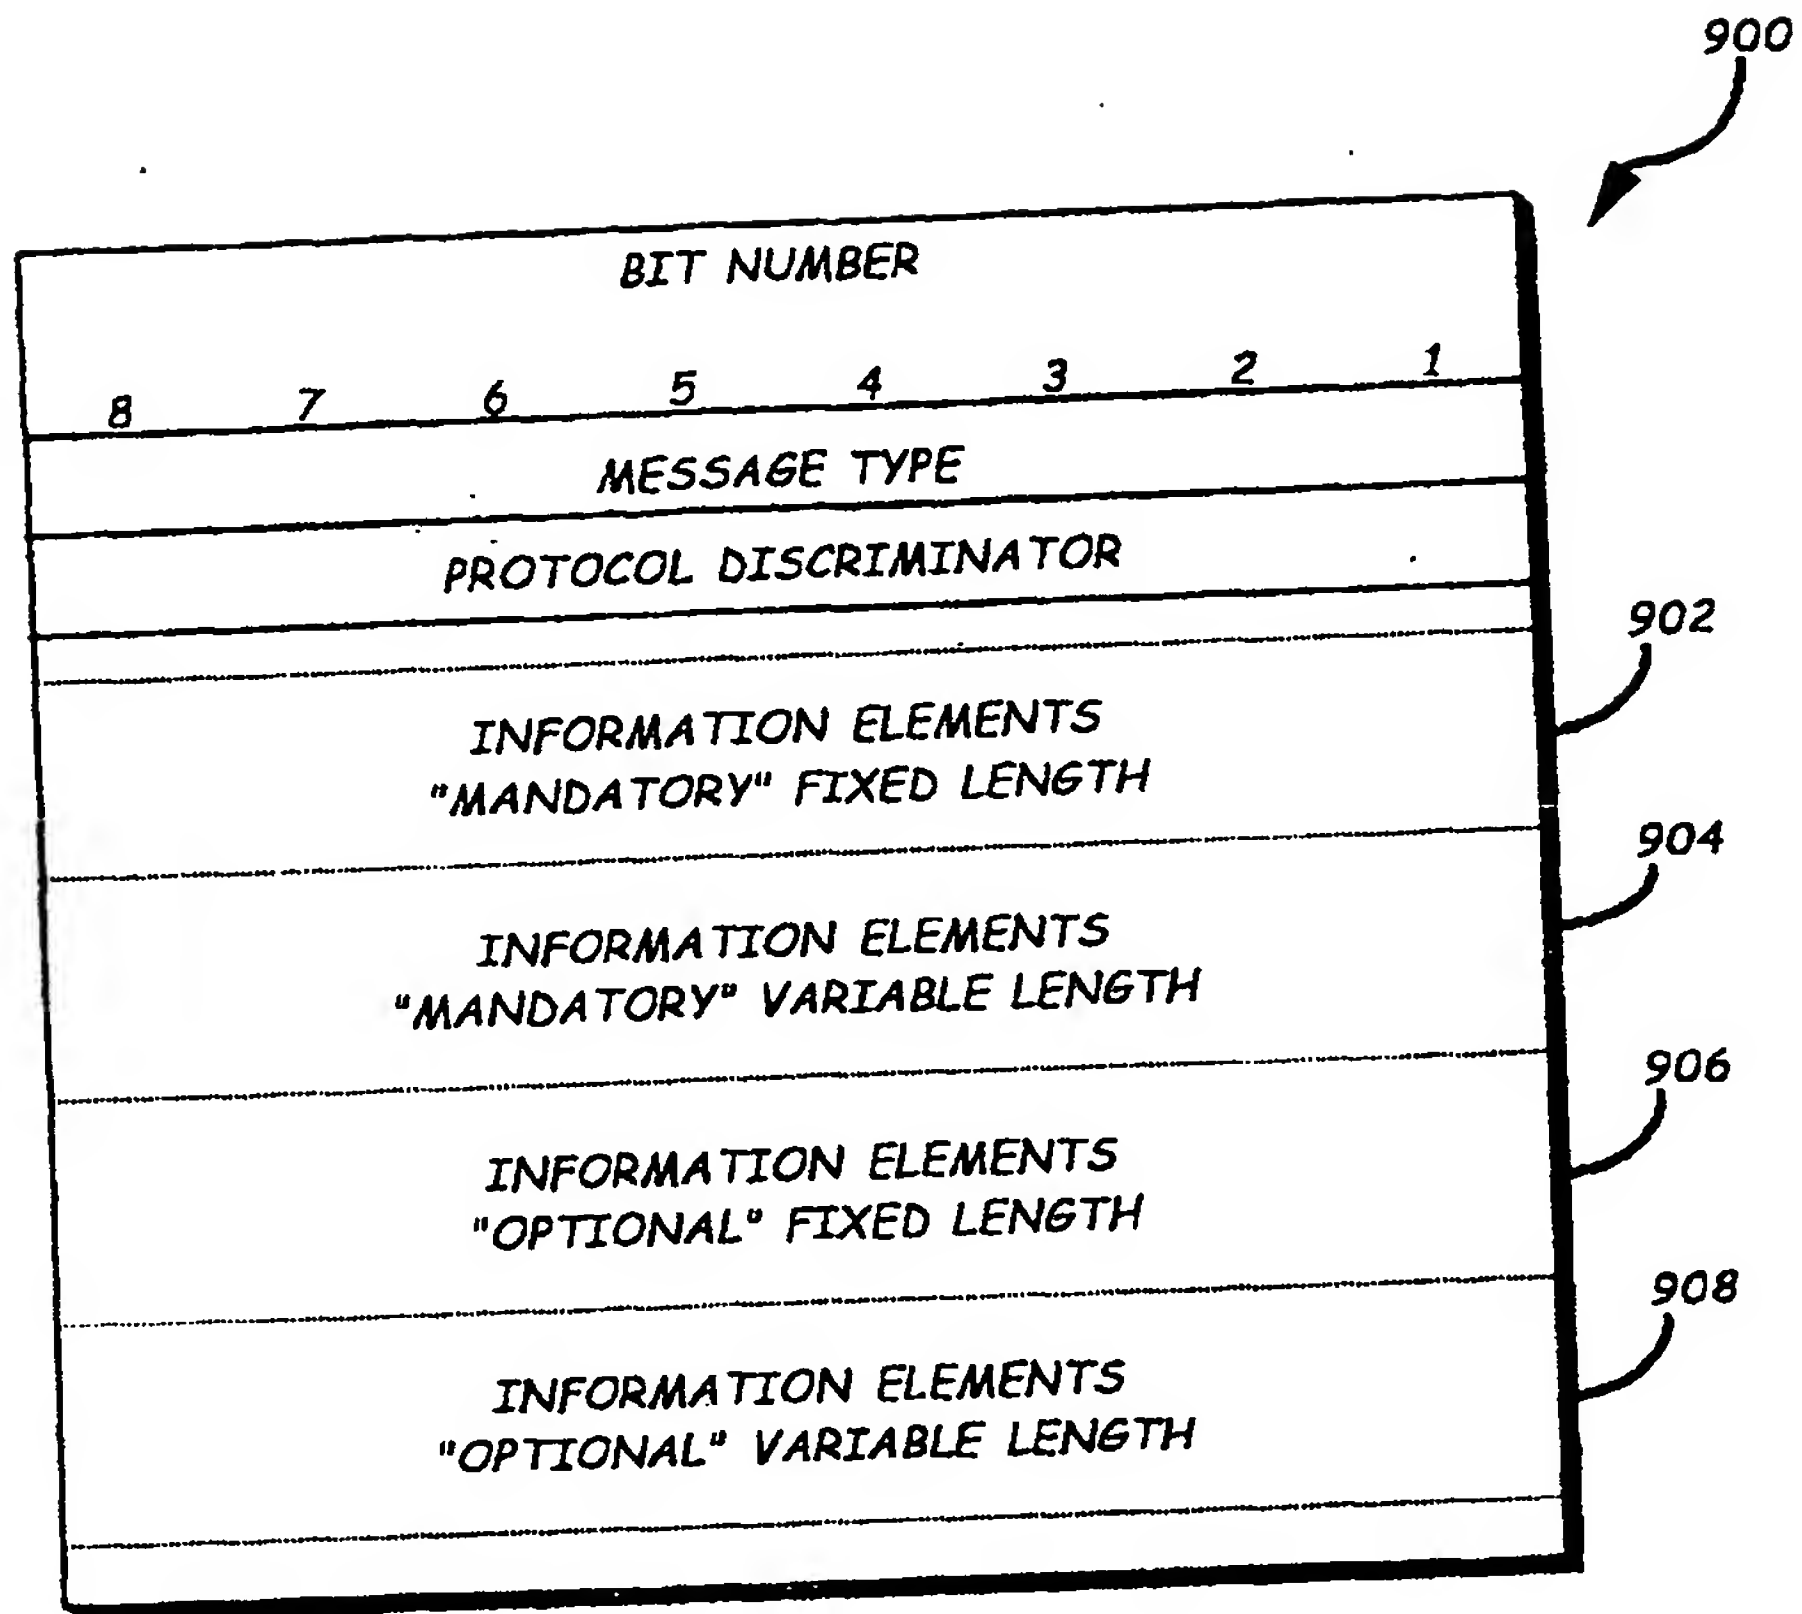 900
BIT NUMBER
8 7 6 5 4 3 2 1
MESSAGE TYPE
PROTOCOL DISCRIMINATOR
902
INFORMATION ELEMENTS
"MANDATORY" FIXED LENGTH
904
INFORMATION ELEMENTS
"MANDATORY" VARIABLE LENGTH
906
INFORMATION ELEMENTS
"OPTIONAL" FIXED LENGTH
908
INFORMATION ELEMENTS
"OPTIONAL" VARIABLE LENGTH